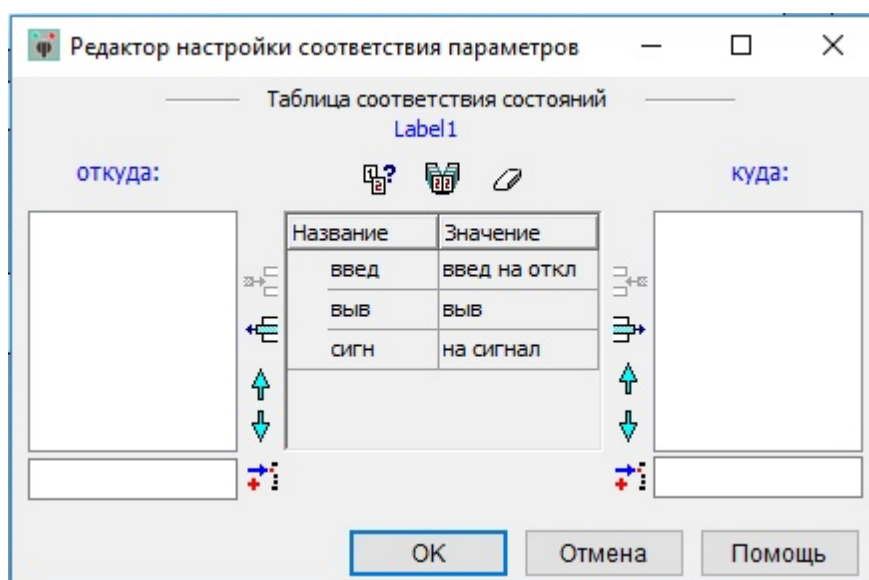 Редактор настройки соответствия параметров
Таблица соответствия состояний
Label1
откуда:
куда:
Название Значение
введ введ на откл
выв выв
сигн на сигнал
OK Отмена Помощь